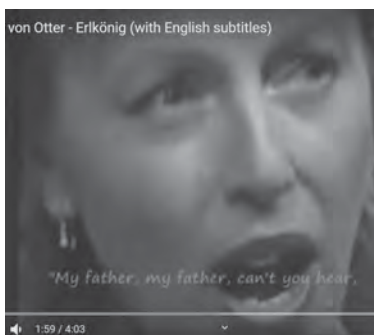 von Otter - Erlkönig (with English subtitles)
"My father, my father, can't you hear,
1:59 / 4:03